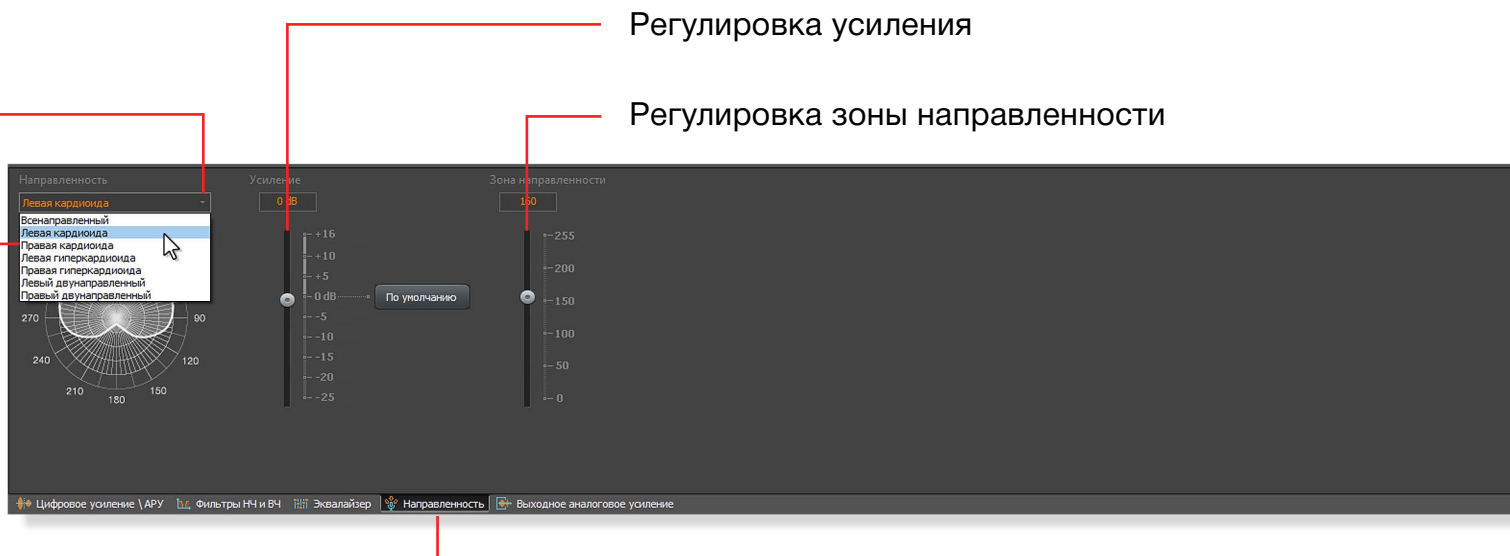 Регулировка усиления
Регулировка зоны направленности
Направленность
Левая кардиоида
Всенаправленный
Левая кардиоида
Правая кардиоида
Левая гиперкардиоида
Правая гиперкардиоида
Левый двунаправленный
Правый двунаправленный
270
90
240
120
210
150
180
Усиление
0 dB
+16
+10
+5
0 dB
-5
-10
-15
-20
-25
По умолчанию
Зона направленности
160
255
200
150
100
50
0
Цифровое усиление \ АРУ
Фильтры НЧ и ВЧ
Эквалайзер
Направленность
Выходное аналоговое усиление